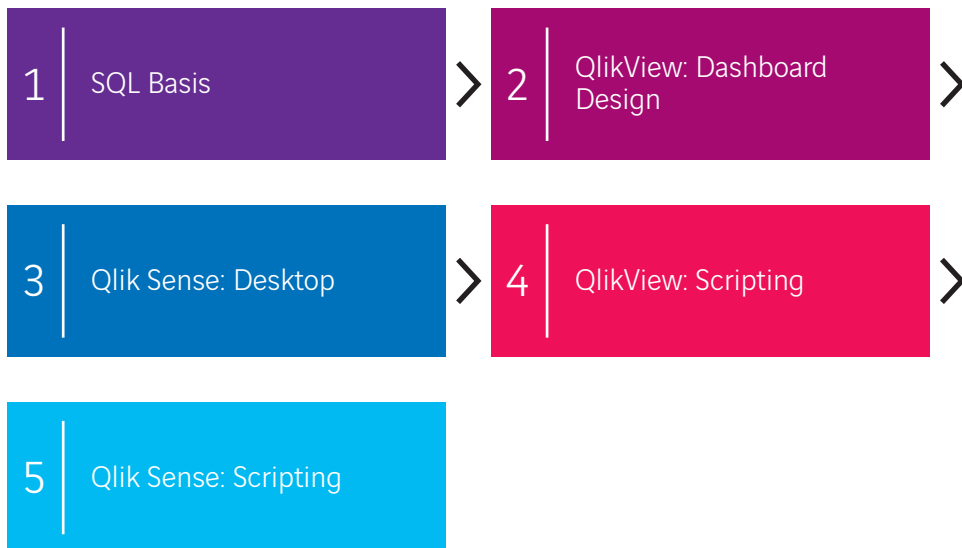 1
SQL Basis
2
QlikView: Dashboard
Design
3
Qlik Sense: Desktop
4
QlikView: Scripting
5
Qlik Sense: Scripting